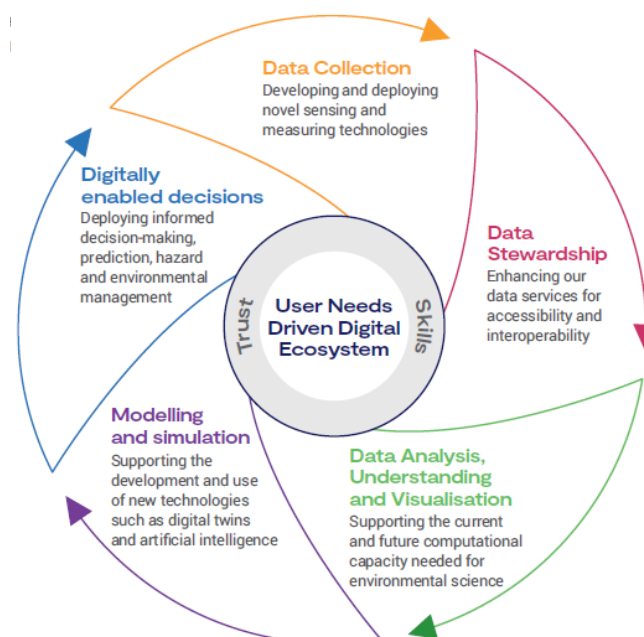 Data Collection
Developing and deploying
novel sensing and
measuring technologies
Digitally
enabled decisions
Deploying informed
decision-making,
prediction, hazard
and environmental
management
Data
Stewardship
Enhancing our
data services for
accessibility and
interoperability
Trust
User Needs
Driven Digital
Ecosystem
Skills
Modelling
and simulation
Supporting the
development and use
of new technologies
such as digital twins
and artificial intelligence
Data Analysis,
Understanding
and Visualisation
Supporting the current
and future computational
capacity needed for
environmental science